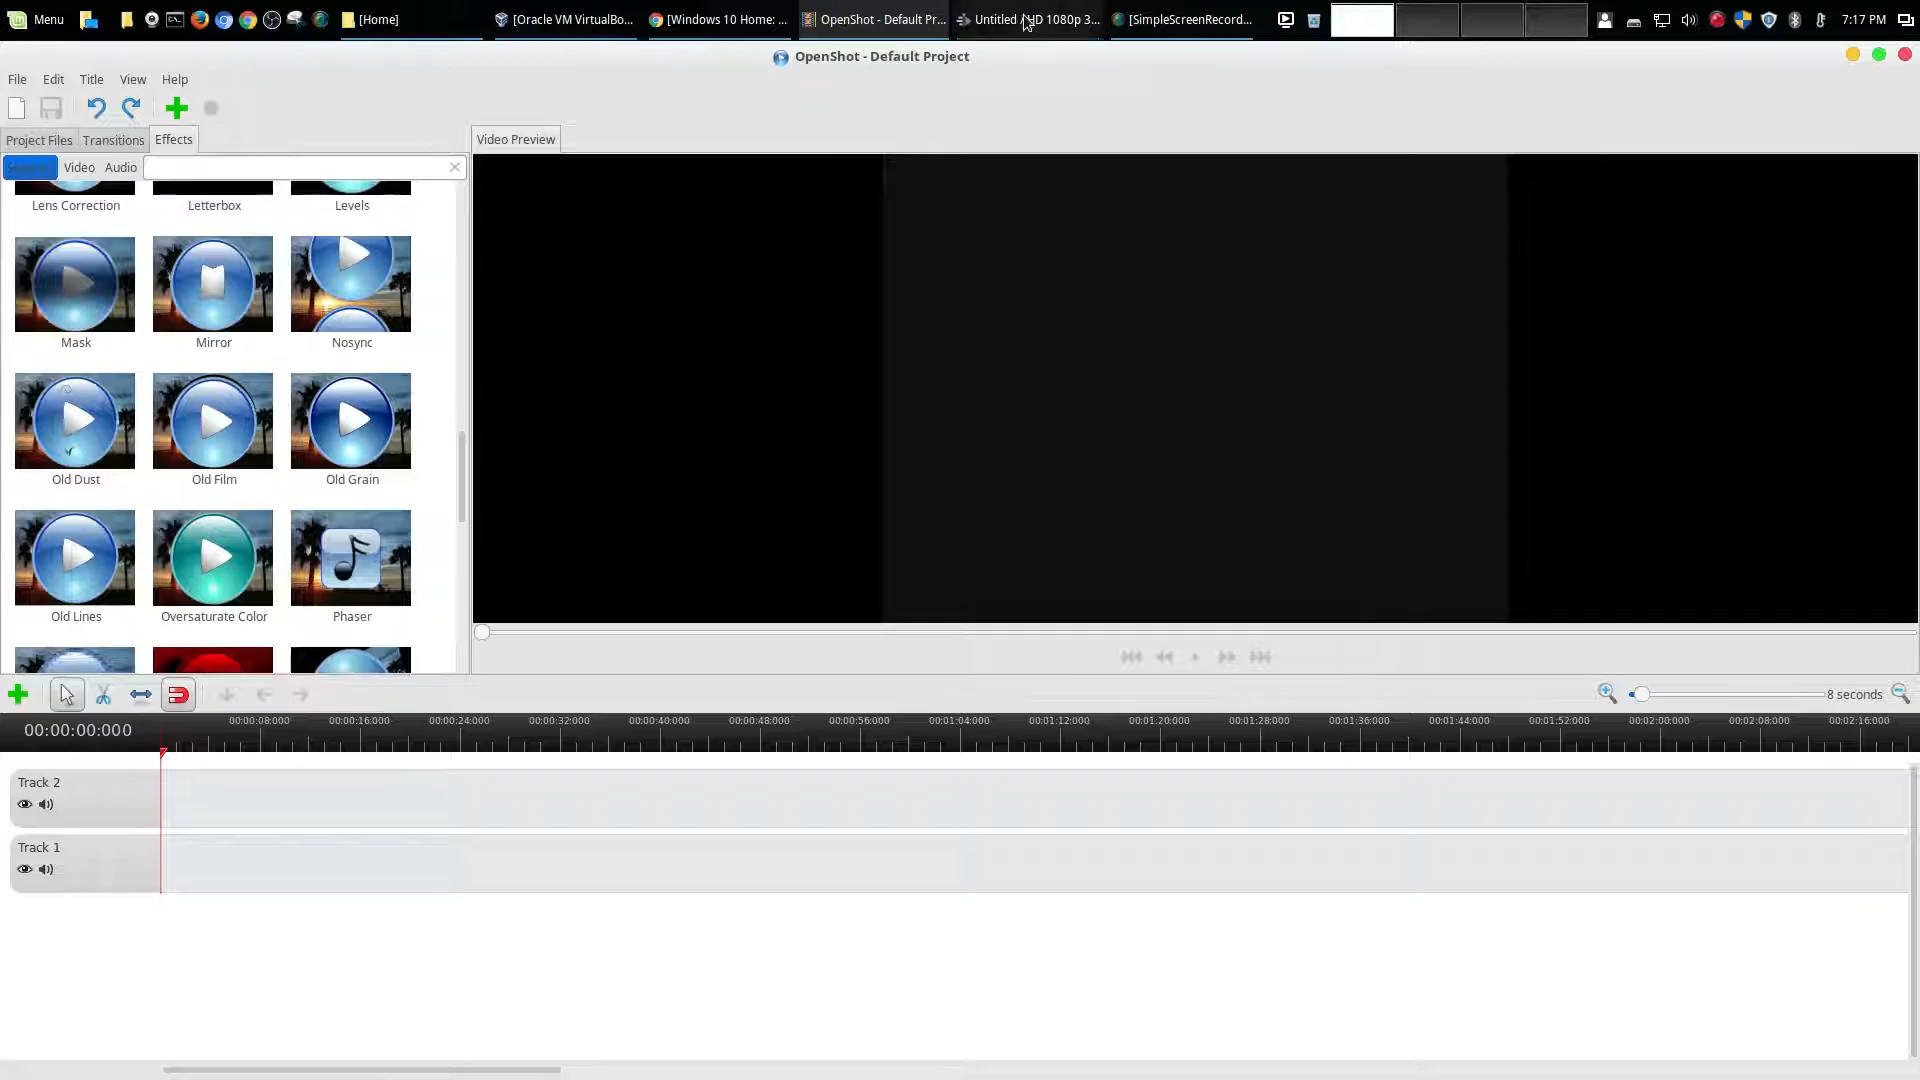 Menu [Home] [Oracle VM VirtualBo... [Windows 10 Home: ... OpenShot - Default Pr... Untitled / HD 1080p 3... [SimpleScreenRecord... 7:17 PM
OpenShot - Default Project
File Edit Title View Help
Project Files Transitions Effects
Video Preview
Video Audio
Lens Correction Letterbox Levels
Mask Mirror Nosync
Old Dust Old Film Old Grain
Old Lines Oversaturate Color Phaser
8 seconds
00:00:00:000 00:00:08:000 00:00:16:000 00:00:24:000 00:00:32:000 00:00:40:000 00:00:48:000 00:00:56:000 00:01:04:000 00:01:12:000 00:01:20:000 00:01:28:000 00:01:36:000 00:01:44:000 00:01:52:000 00:02:00:000 00:02:08:000 00:02:16:000
Track 2
Track 1